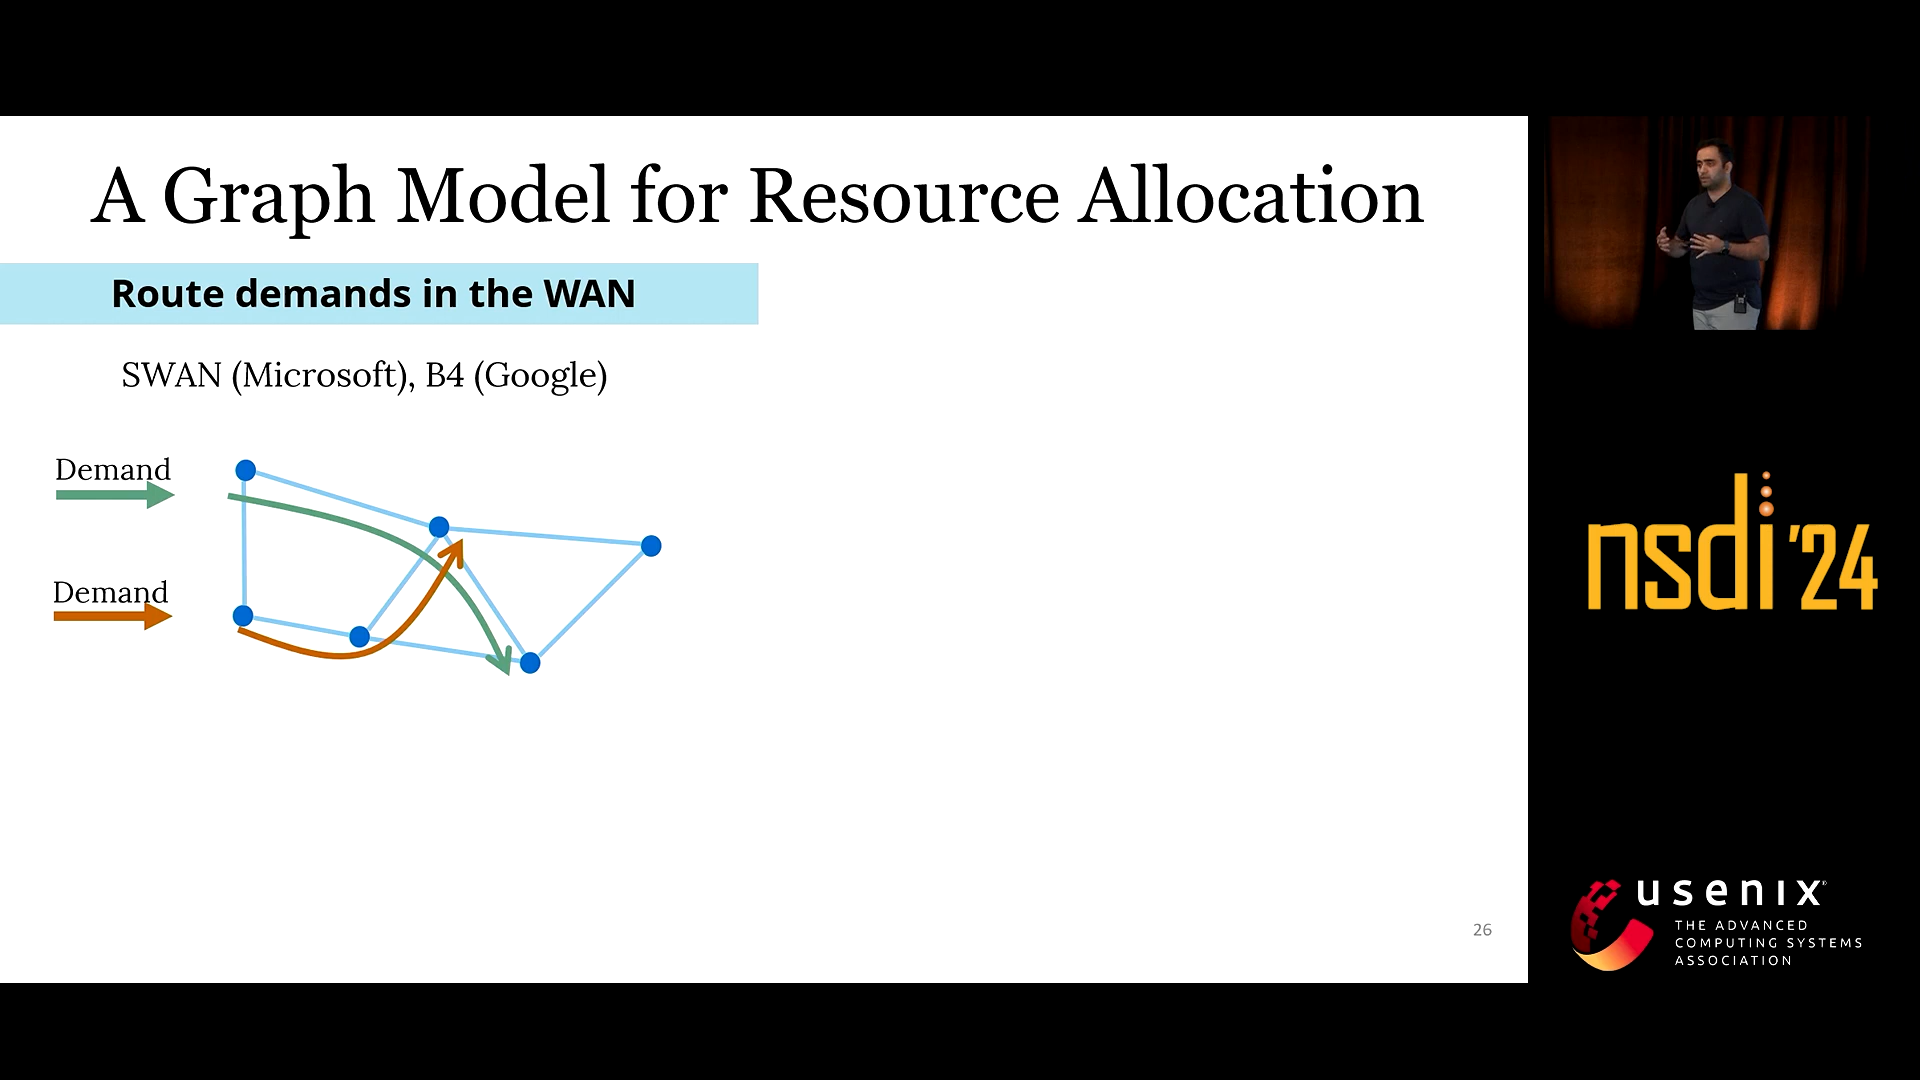 A Graph Model for Resource Allocation
Route demands in the WAN
SWAN (Microsoft), B4 (Google)
Demand
Demand
26
nsdi '24
usenix®
THE ADVANCED
COMPUTING SYSTEMS
ASSOCIATION